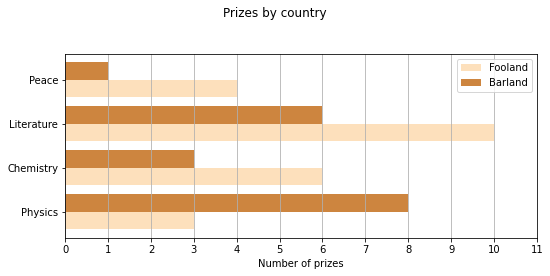 Prizes by country
Fooland
Barland
Peace
Literature
Chemistry
Physics
0 1 2 3 4 5 6 7 8 9 10 11
Number of prizes